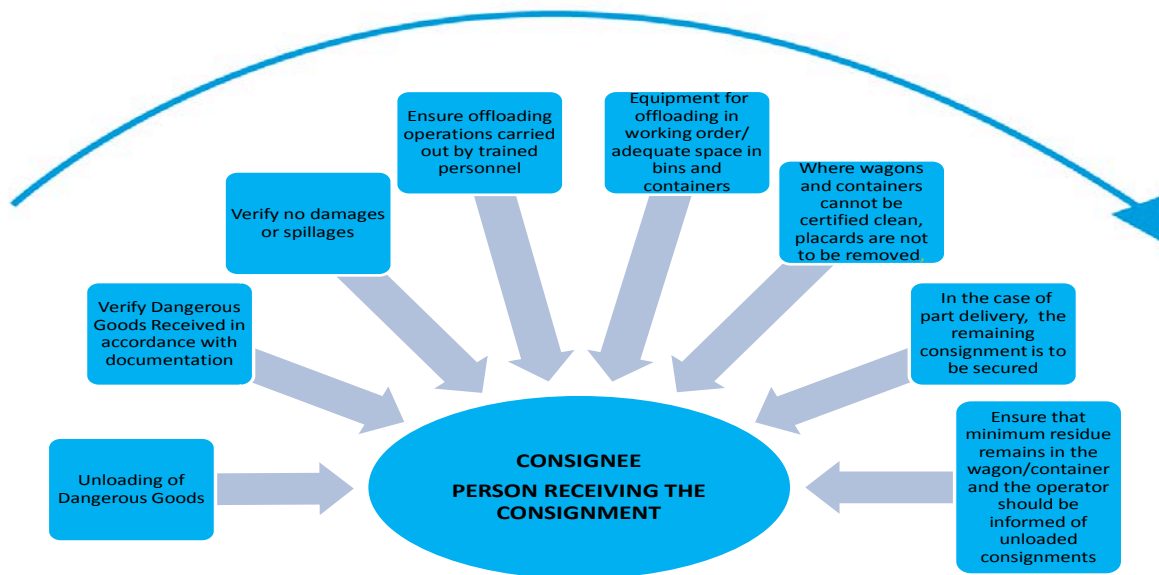 Unloading of
Dangerous Goods
Verify Dangerous
Goods Received in
accordance with
documentation
Verify no damages
or spillages
Ensure offloading
operations carried
out by trained
personnel
Equipment for
offloading in
working order/
adequate space in
bins and
containers
Where wagons
and containers
cannot be
certified clean,
placards are not
to be removed
In the case of
part delivery, the
remaining
consignment is to
be secured
Ensure that
minimum residue
remains in the
wagon/container
and the operator
should be
informed of
unloaded
consignments
CONSIGNEE
PERSON RECEIVING THE
CONSIGNMENT